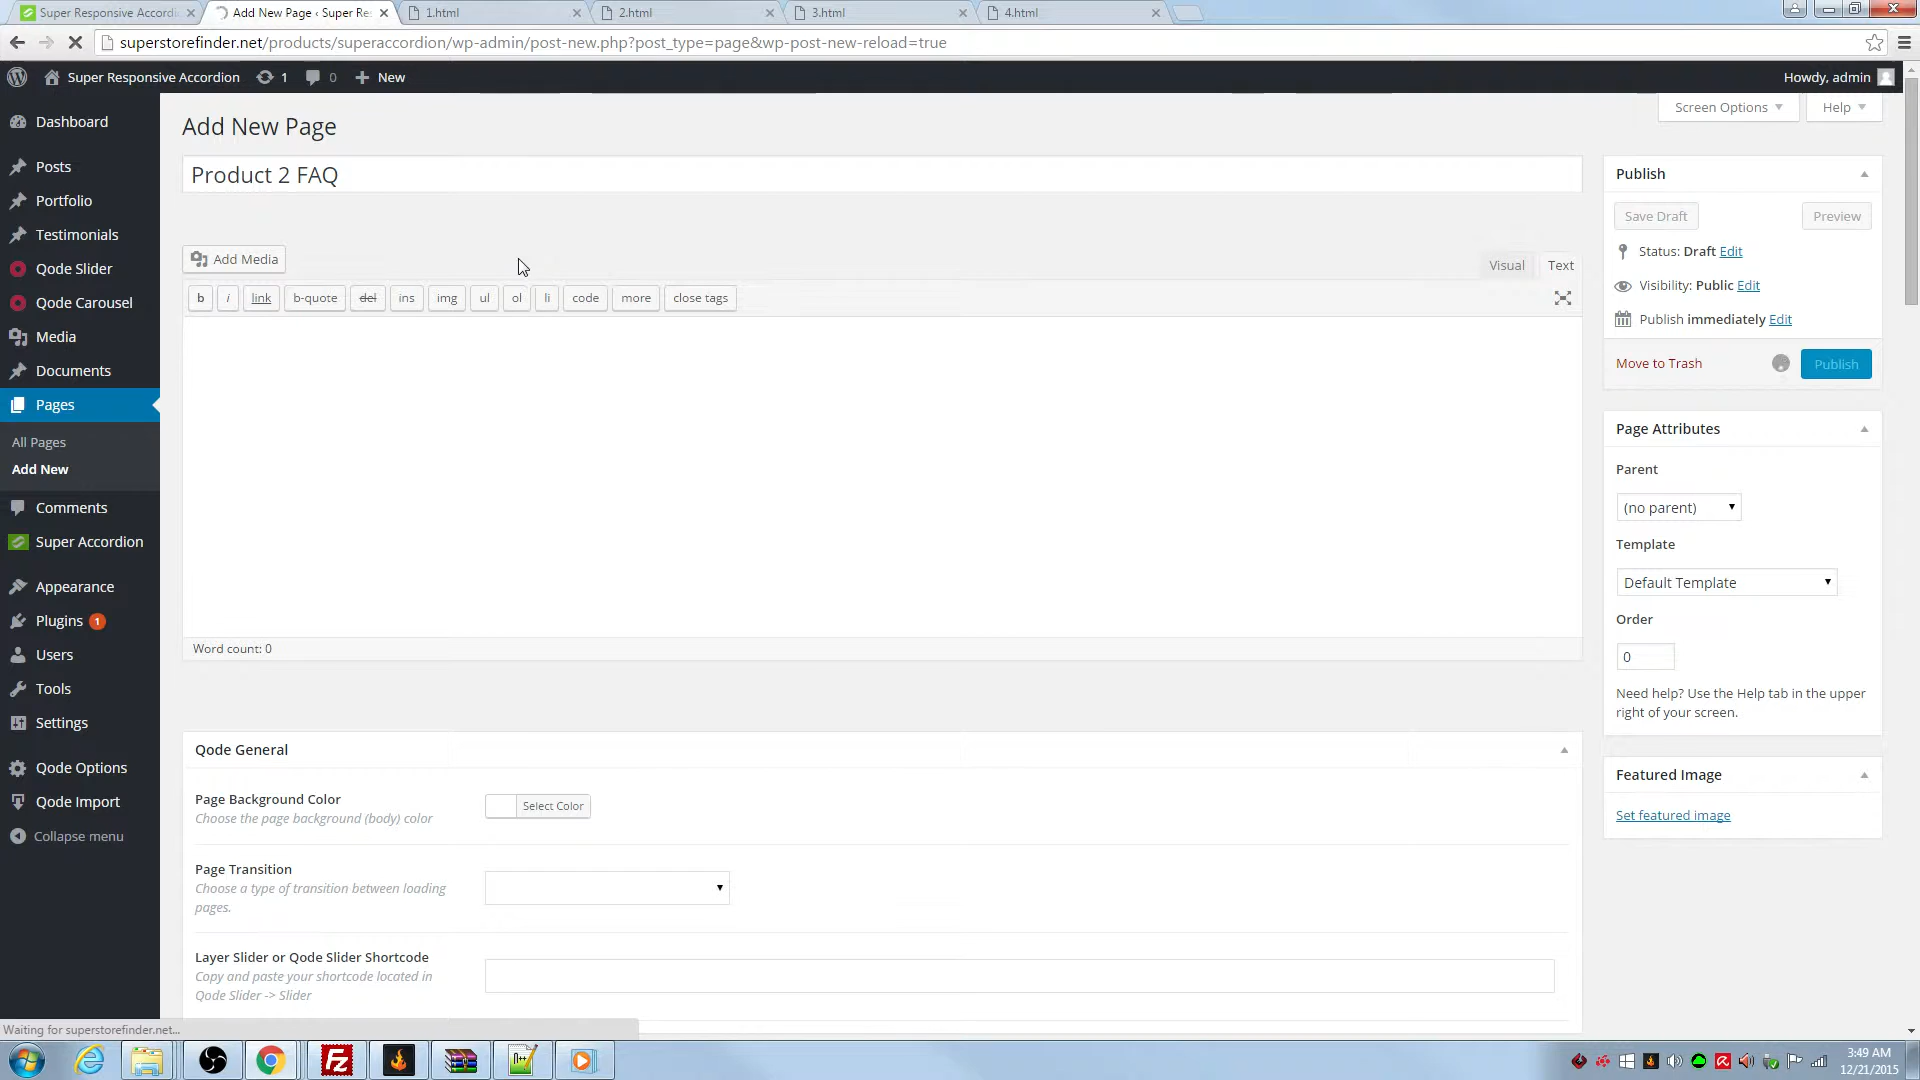 Super Responsive Accordi
Add New Page ‹ Super Re
1.html
2.html
3.html
4.html
superstorefinder.net/products/superaccordion/wp-admin/post-new.php?post_type=page&wp-post-new-reload=true
Super Responsive Accordion
1
0
New
Howdy, admin
Screen Options
Help
Dashboard
Posts
Portfolio
Testimonials
Qode Slider
Qode Carousel
Media
Documents
Pages
All Pages
Add New
Comments
Super Accordion
Appearance
Plugins 1
Users
Tools
Settings
Qode Options
Qode Import
Collapse menu
Add New Page
Product 2 FAQ
Add Media
Visual
Text
b
i
link
b-quote
del
ins
img
ul
ol
li
code
more
close tags
Word count: 0
Qode General
Page Background Color
Choose the page background (body) color
Select Color
Page Transition
Choose a type of transition between loading
pages.
Layer Slider or Qode Slider Shortcode
Copy and paste your shortcode located in
Qode Slider -> Slider
Publish
Save Draft
Preview
Status: Draft Edit
Visibility: Public Edit
Publish immediately Edit
Move to Trash
Publish
Page Attributes
Parent
(no parent)
Template
Default Template
Order
0
Need help? Use the Help tab in the upper
right of your screen.
Featured Image
Set featured image
Waiting for superstorefinder.net...
3:49 AM
12/21/2015